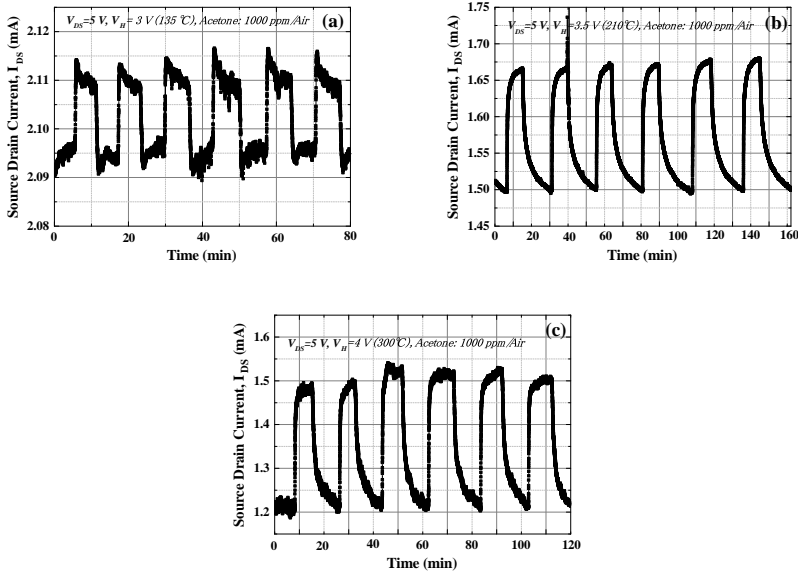 (a)
V_DS=5 V, V_H= 3 V (135℃), Acetone: 1000 ppm/Air
Source Drain Current, I_DS (mA)
2.12
2.11
2.10
2.09
2.08
0 20 40 60 80
Time (min)
(b)
V_DS=5 V, V_H=3.5 V (210℃), Acetone: 1000 ppm/Air
Source Drain Current, I_DS (mA)
1.75
1.70
1.65
1.60
1.55
1.50
1.45
0 20 40 60 80 100 120 140 160
Time (min)
(c)
V_DS=5 V, V_H=4 V (300℃), Acetone: 1000 ppm/Air
Source Drain Current, I_DS (mA)
1.6
1.5
1.4
1.3
1.2
0 20 40 60 80 100 120
Time (min)